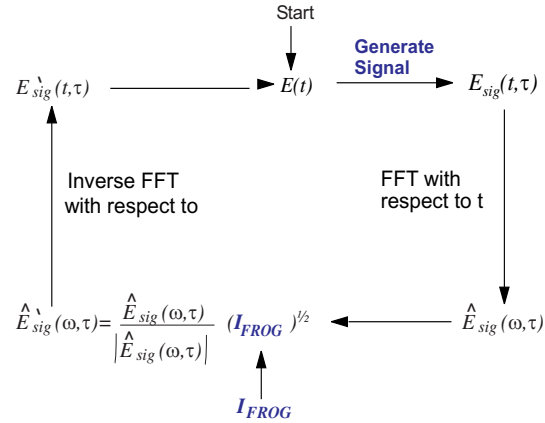 Start
Generate
Signal
E`sig(t,τ)
E(t)
Esig(t,τ)
Inverse FFT
with respect to
FFT with
respect to t
Ê`sig(ω,τ)= Êsig(ω,τ) / |Êsig(ω,τ)| (IFROG )½
Êsig(ω,τ)
IFROG